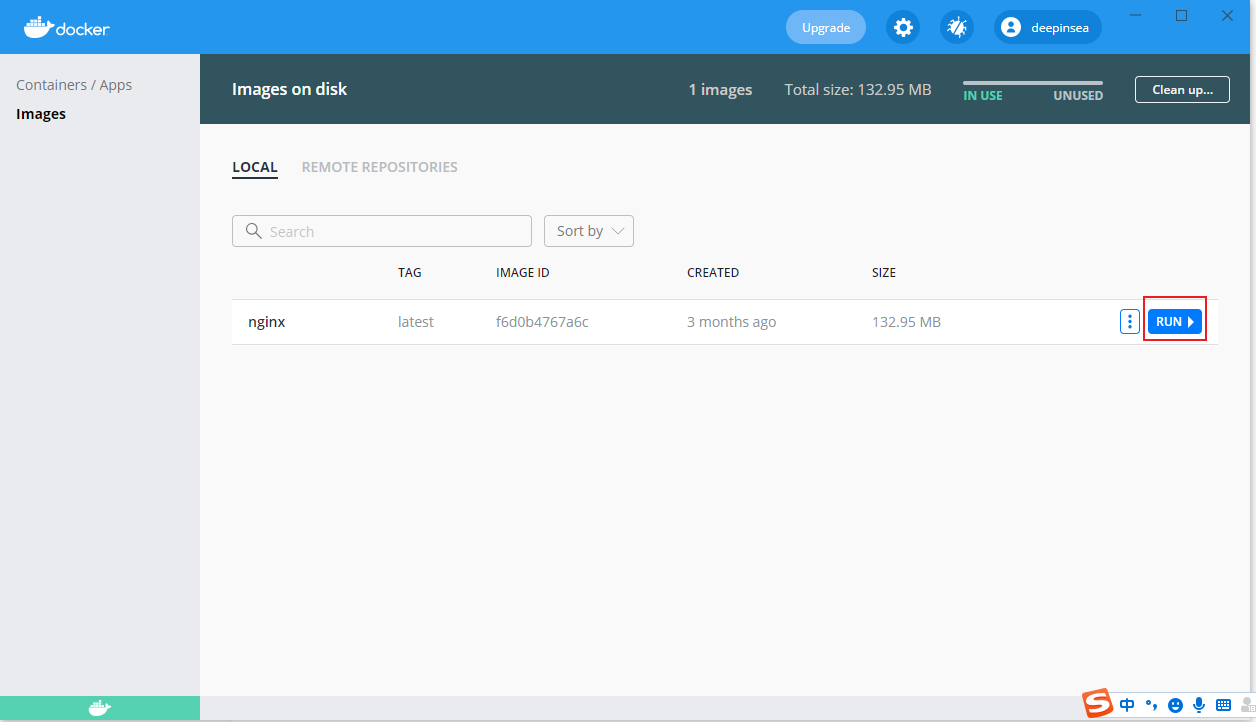 docker
Upgrade
deepinsea
Containers / Apps
Images
Images on disk
1 images
Total size: 132.95 MB
IN USE
UNUSED
Clean up...
LOCAL
REMOTE REPOSITORIES
Search
Sort by
TAG
IMAGE ID
CREATED
SIZE
nginx
latest
f6d0b4767a6c
3 months ago
132.95 MB
RUN
S
中